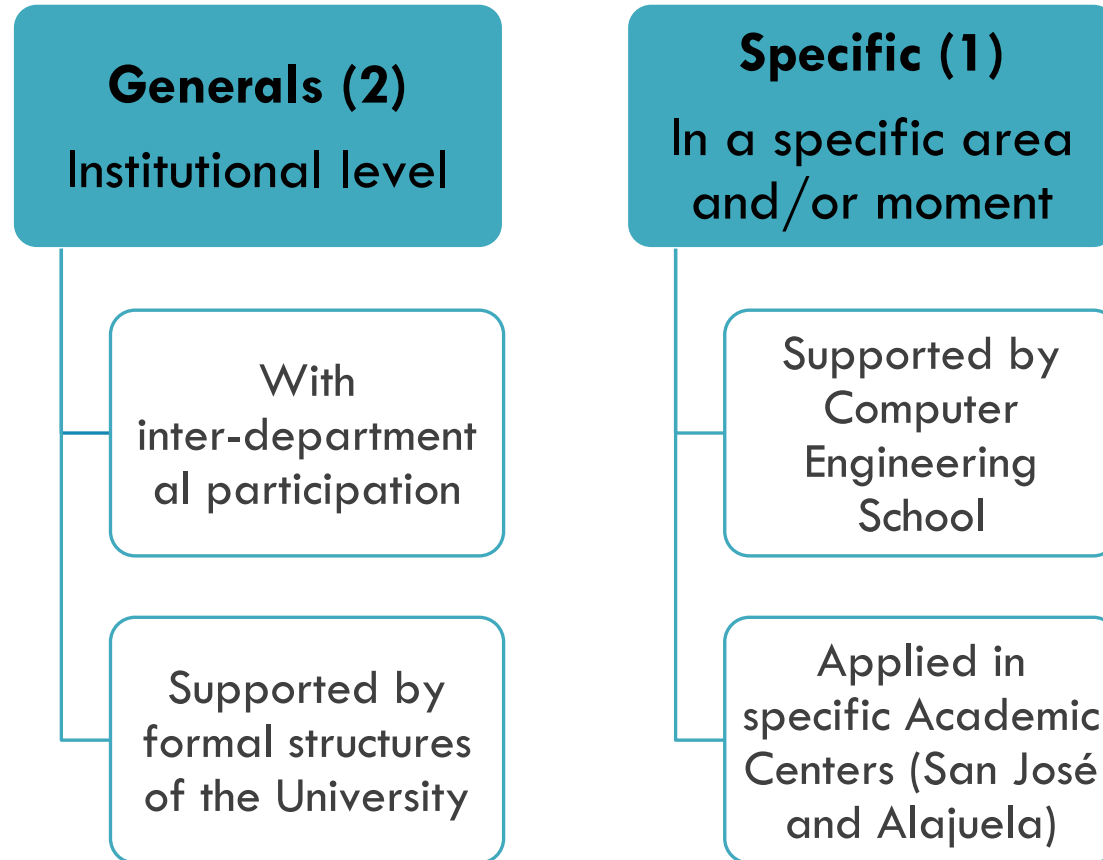 Generals (2)
Institutional level
With
inter-department
al participation
Supported by
formal structures
of the University
Specific (1)
In a specific area
and/or moment
Supported by
Computer
Engineering
School
Applied in
specific Academic
Centers (San José
and Alajuela)